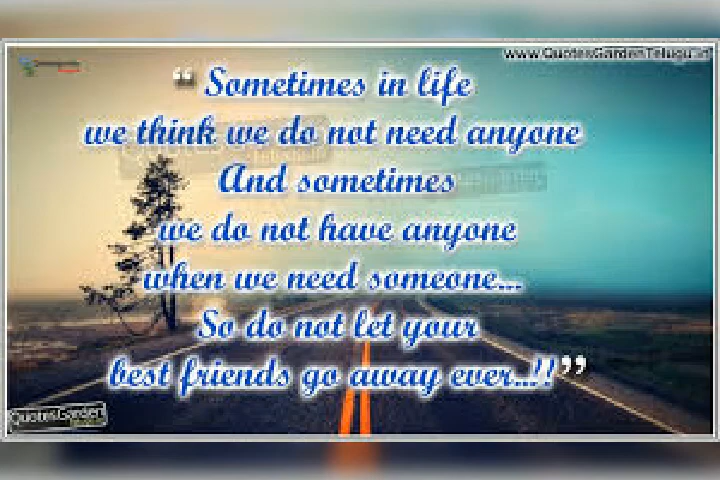 www.QuotesGardenTelugu.in
“ Sometimes in life
we think we do not need anyone
And sometimes
we do not have anyone
when we need someone...
So do not let your
best friends go away ever...!! ”
QuotesGarden